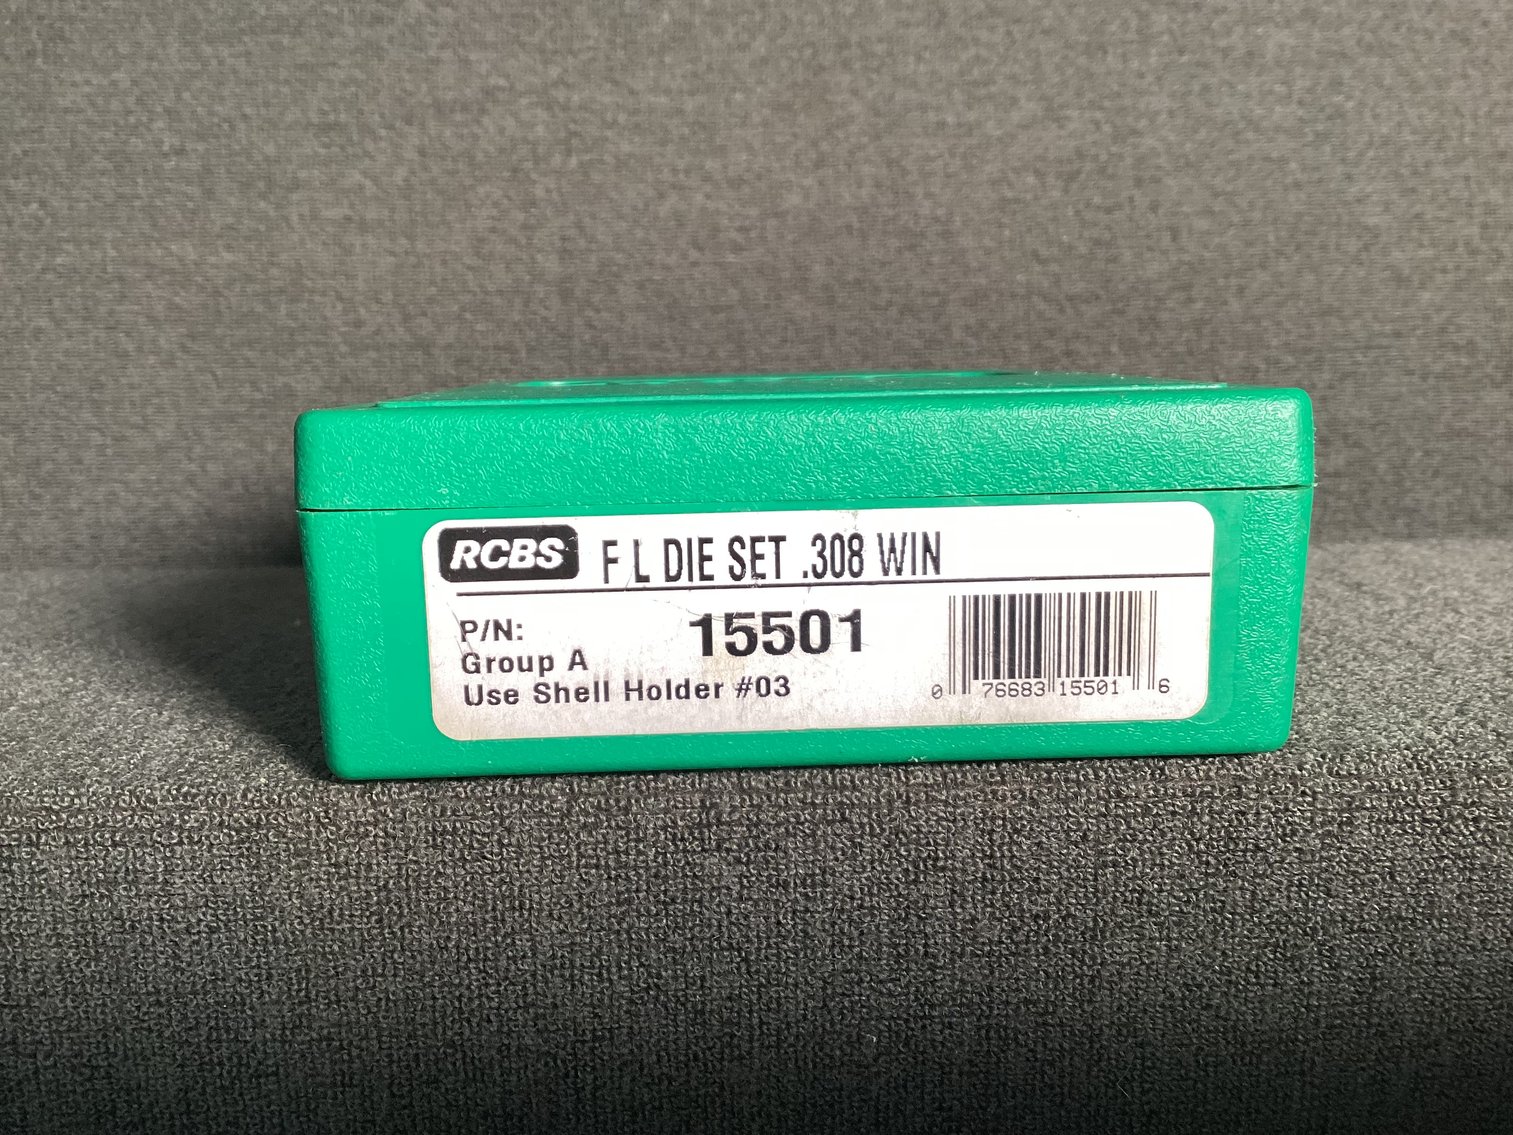 RCBS F L DIE SET .308 WIN
P/N: 15501
Group A
Use Shell Holder #03
0 76683 15501 6